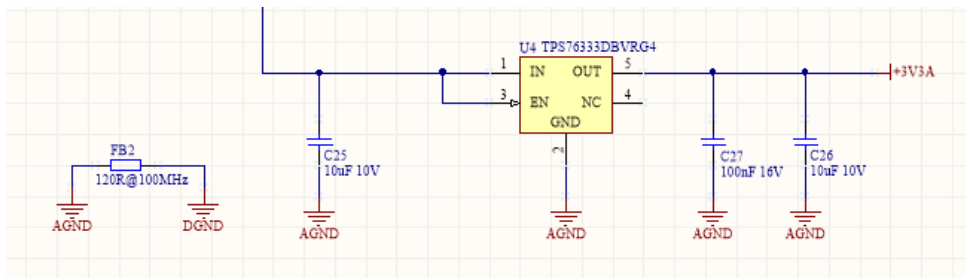 U4 TPS76333DBVRG4
1 IN OUT 5
+3V3A
3 EN NC 4
GND
2
FB2
120R@100MHz
C25
10uF 10V
C27
100nF 16V
C26
10uF 10V
AGND
DGND
AGND
AGND
AGND
AGND